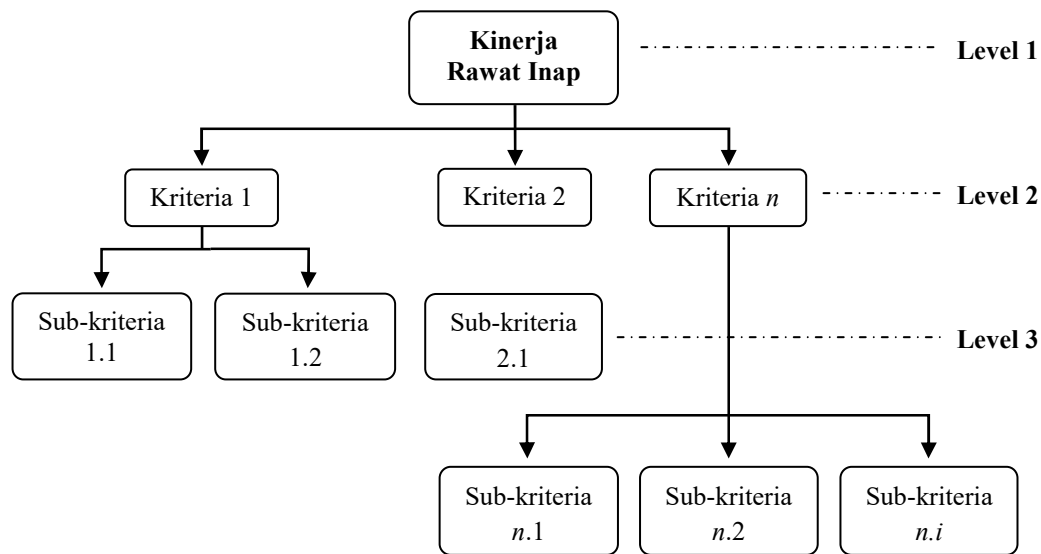 Kinerja
Rawat Inap
Level 1
Kriteria 1
Kriteria 2
Kriteria n
Level 2
Sub-kriteria
1.1
Sub-kriteria
1.2
Sub-kriteria
2.1
Level 3
Sub-kriteria
n.1
Sub-kriteria
n.2
Sub-kriteria
n.i